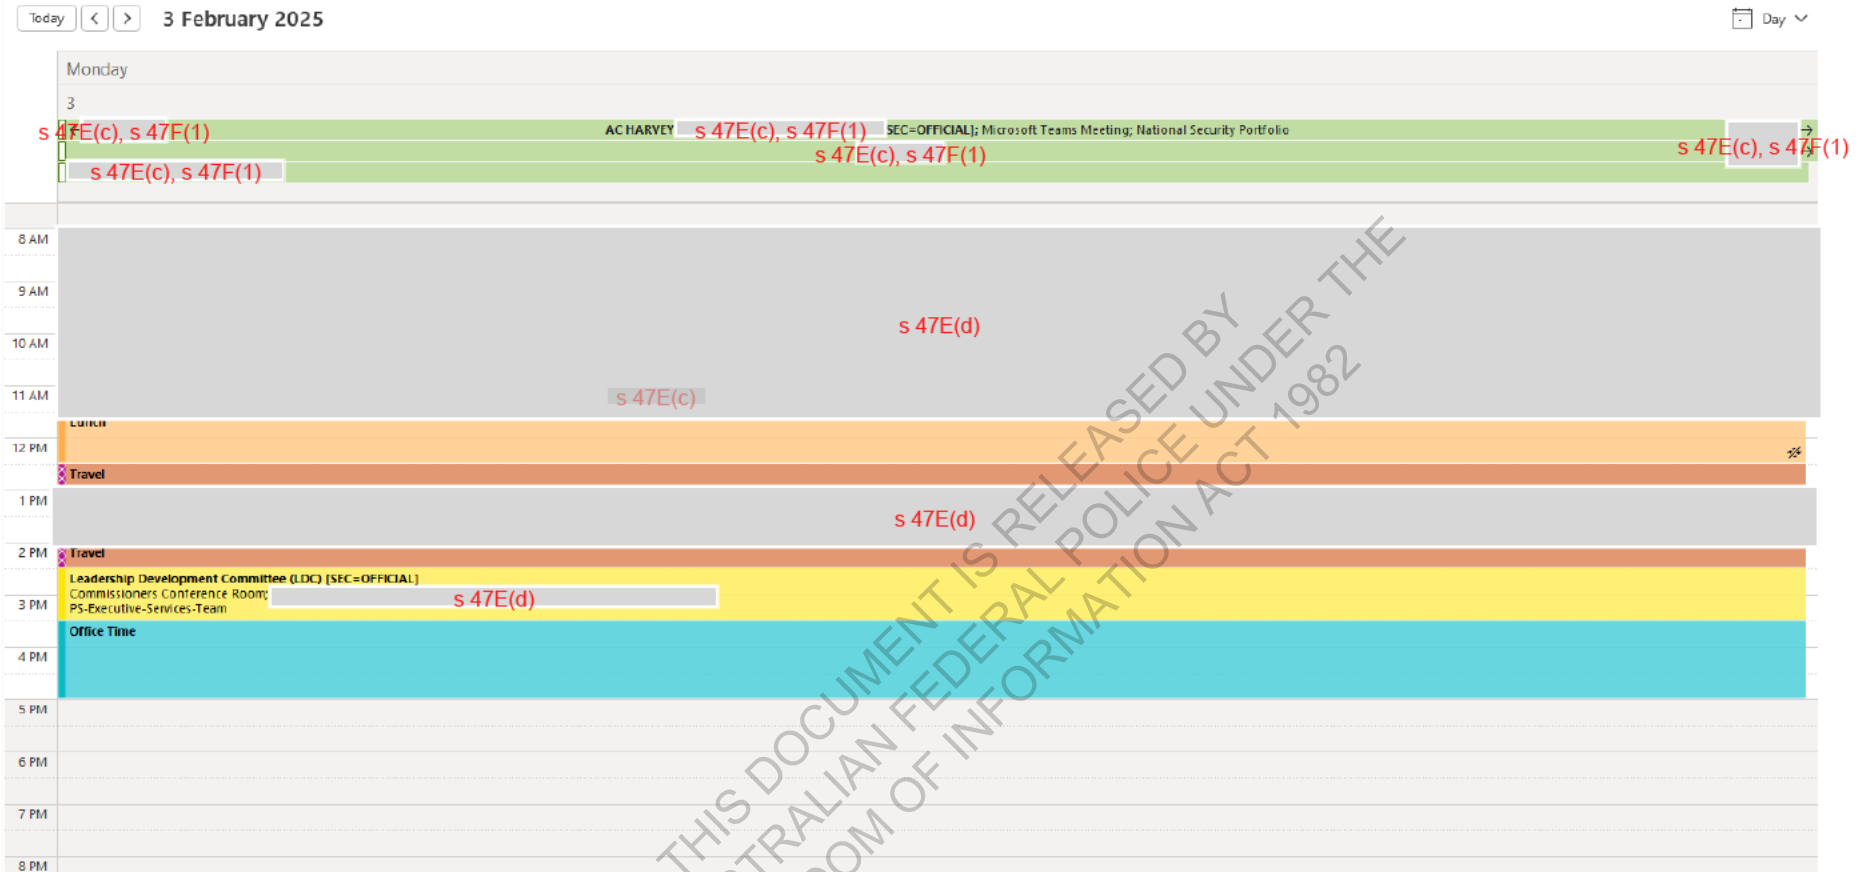 Today < > 3 February 2025 Day
Monday
3
s 47E(c), s 47F(1) AC HARVEY s 47E(c), s 47F(1) SEC=OFFICIAL]; Microsoft Teams Meeting; National Security Portfolio
s 47E(c), s 47F(1) s 47E(c), s 47F(1)
s 47E(c), s 47F(1)
8 AM
9 AM
s 47E(d)
10 AM
11 AM s 47E(c)
Lunch
12 PM
Travel
1 PM
s 47E(d)
2 PM Travel
Leadership Development Committee (LDC) [SEC=OFFICIAL]
Commissioners Conference Room; s 47E(d)
3 PM PS-Executive-Services-Team
Office Time
4 PM
5 PM
6 PM
7 PM
8 PM
THIS DOCUMENT IS RELEASED BY THE
STRALIAN FEDERAL POLICE UNDER THE
DOM OF INFORMATION ACT 1982